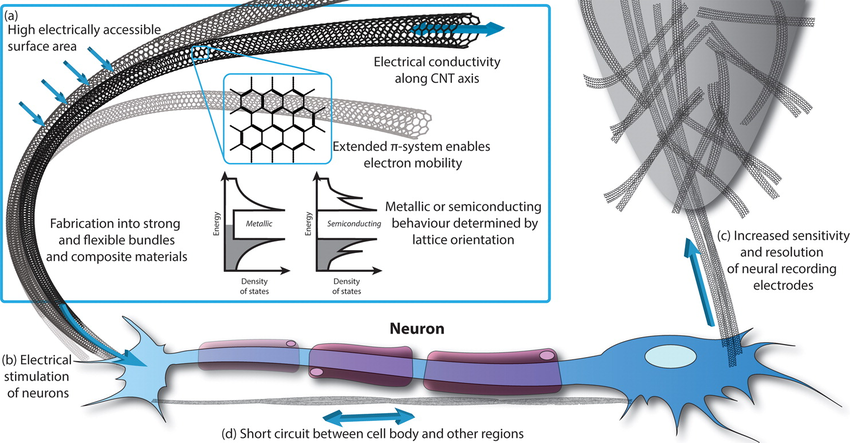 (a)
High electrically accessible
surface area
Electrical conductivity
along CNT axis
Extended π-system enables
electron mobility
Fabrication into strong
and flexible bundles
and composite materials
Energy
Metallic
Density
of states
Energy
Semiconducting
Density
of states
Metallic or semiconducting
behaviour determined by
lattice orientation
(c) Increased sensitivity
and resolution
of neural recording
electrodes
Neuron
(b) Electrical
stimulation
of neurons
(d) Short circuit between cell body and other regions